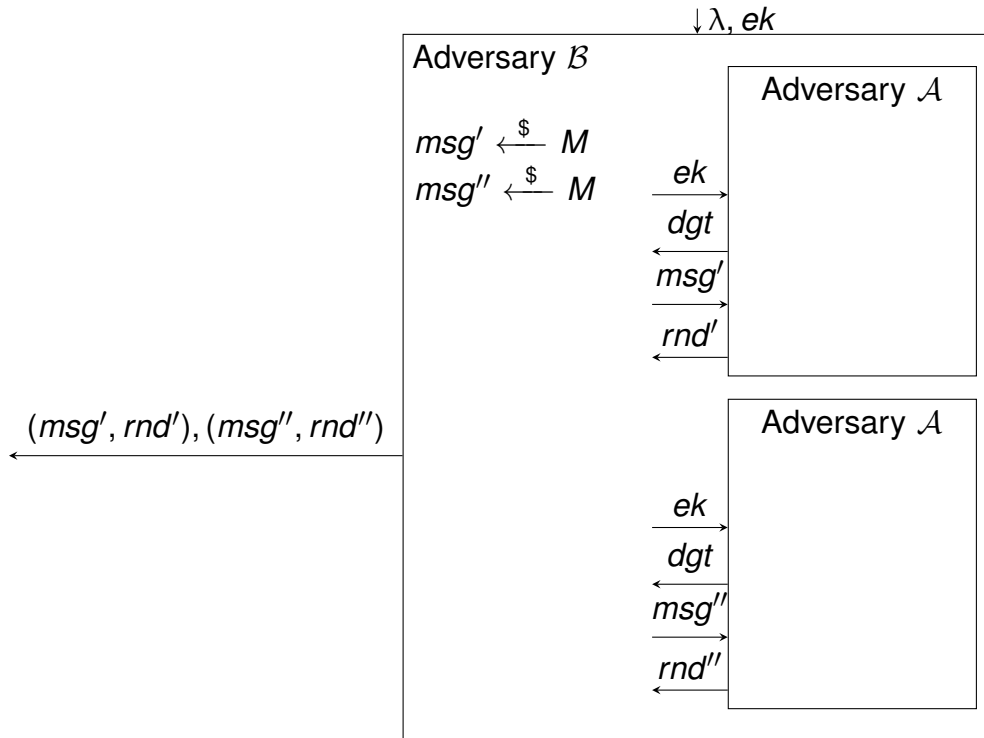 ↓λ, ek
Adversary 𝓑
msg′ ←$ M
msg″ ←$ M
Adversary 𝓐
ek
dgt
msg′
rnd′
(msg′, rnd′), (msg″, rnd″)
Adversary 𝓐
ek
dgt
msg″
rnd″